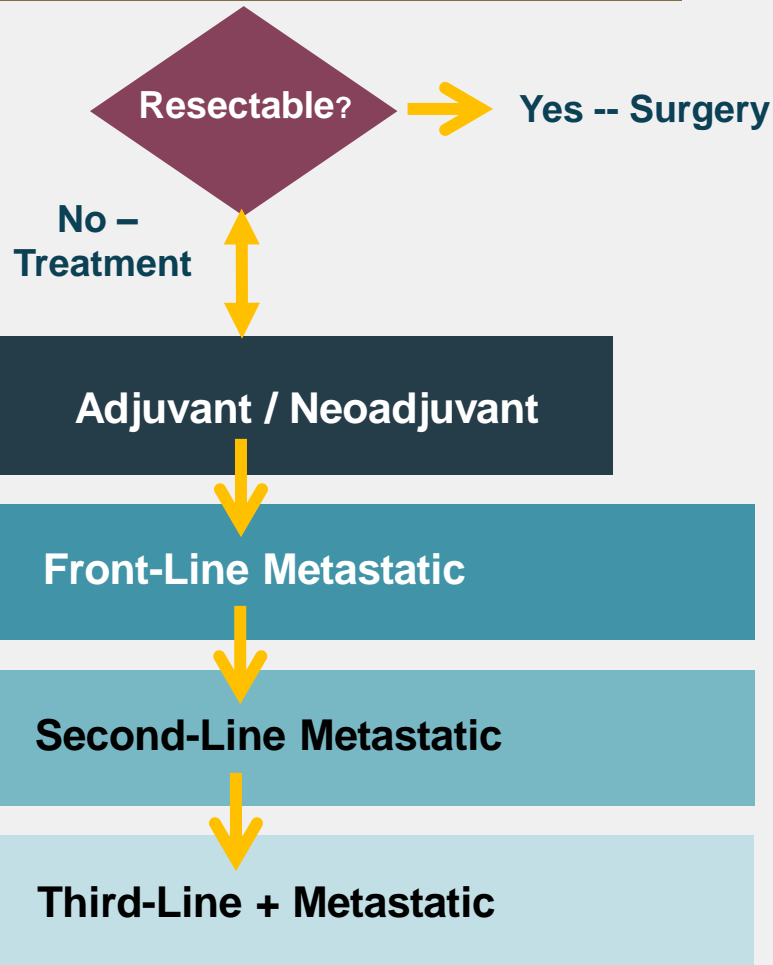 Resectable?
Yes -- Surgery
No –
Treatment
Adjuvant / Neoadjuvant
Front-Line Metastatic
Second-Line Metastatic
Third-Line + Metastatic